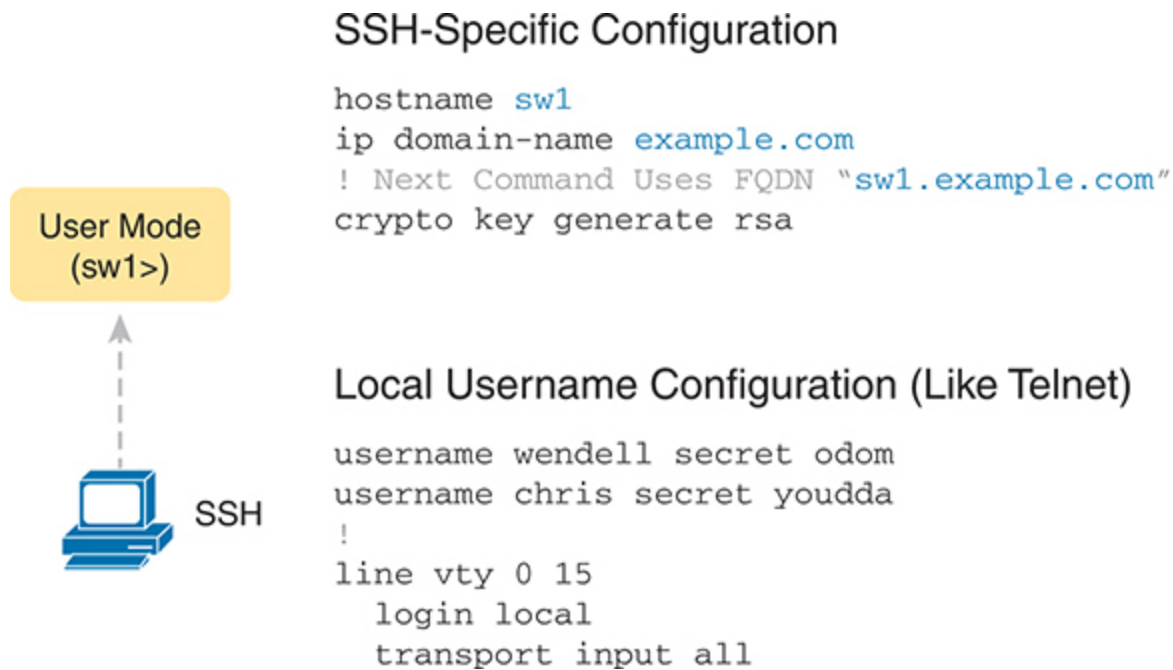 SSH-Specific Configuration
hostname sw1
ip domain-name example.com
! Next Command Uses FQDN “sw1.example.com”
crypto key generate rsa
User Mode
(sw1>)
SSH
Local Username Configuration (Like Telnet)
username wendell secret odom
username chris secret youdda
!
line vty 0 15
  login local
  transport input all